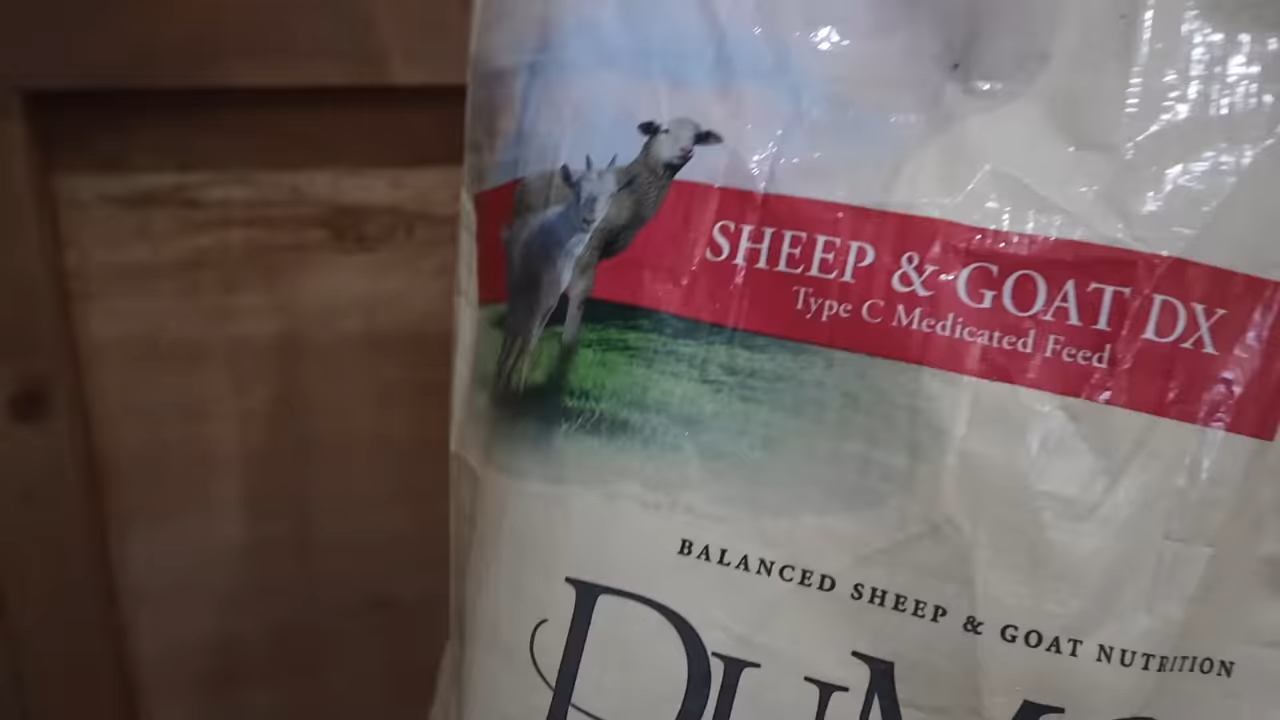 SHEEP & GOAT DX
Type C Medicated Feed
BALANCED SHEEP & GOAT NUTRITION